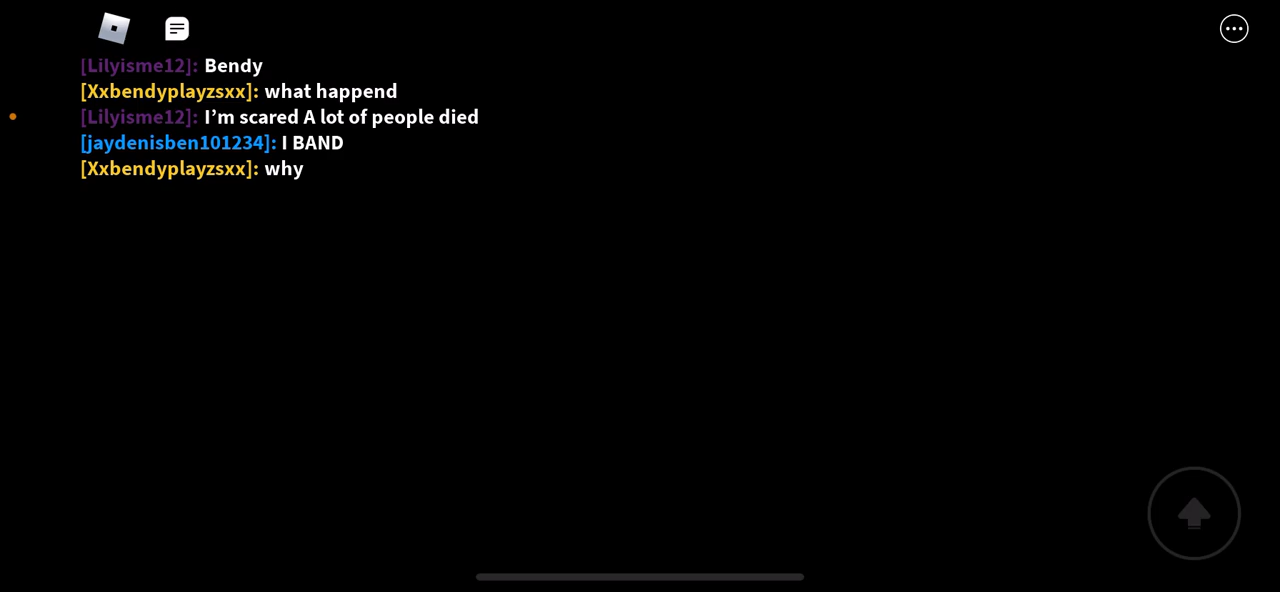 [Lilyisme12]: Bendy
[Xxbendyplayzsxx]: what happend
[Lilyisme12]: I’m scared A lot of people died
[jaydenisben101234]: I BAND
[Xxbendyplayzsxx]: why